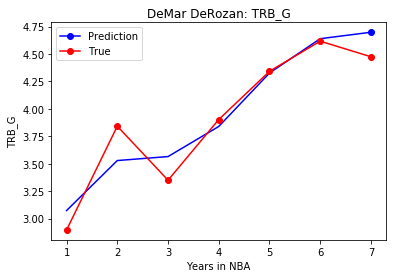 DeMar DeRozan: TRB_G
Prediction
True
4.75
4.50
4.25
4.00
3.75
3.50
3.25
3.00
TRB_G
1 2 3 4 5 6 7
Years in NBA